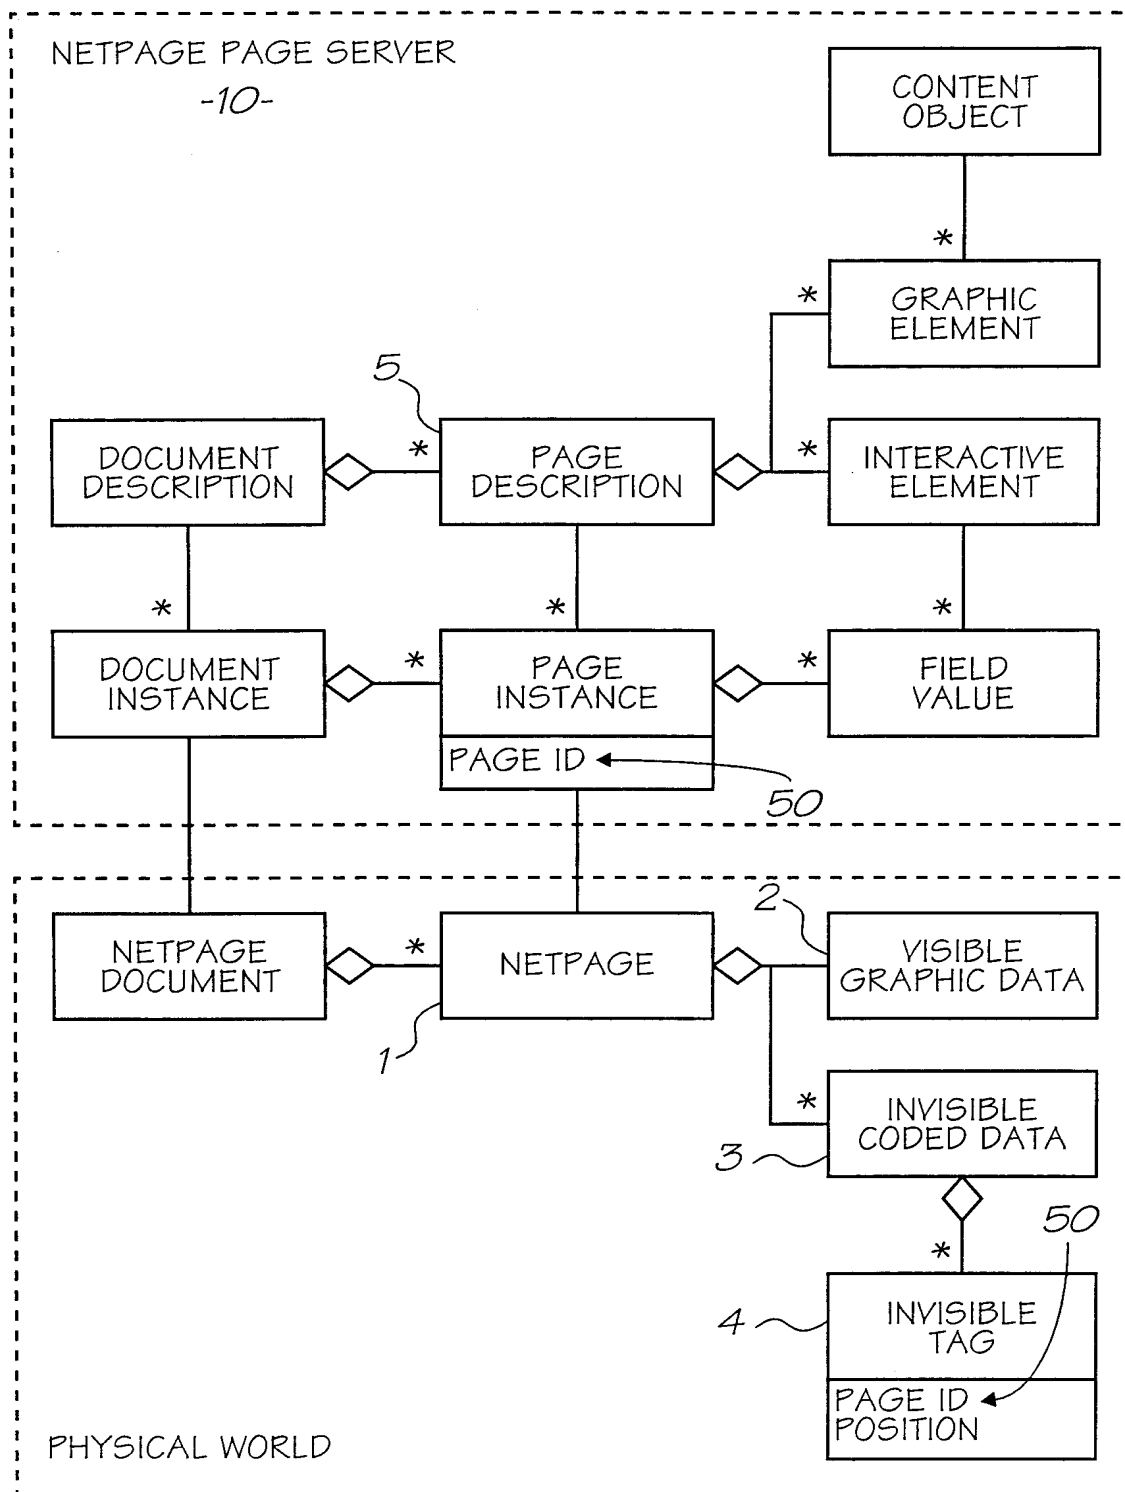 NETPAGE PAGE SERVER
-10-
CONTENT
OBJECT
*
*
GRAPHIC
ELEMENT
5
DOCUMENT
DESCRIPTION
*
PAGE
DESCRIPTION
*
INTERACTIVE
ELEMENT
*
*
*
DOCUMENT
INSTANCE
*
PAGE
INSTANCE
*
FIELD
VALUE
PAGE ID
50
NETPAGE
DOCUMENT
*
NETPAGE
1
2
VISIBLE
GRAPHIC DATA
*
INVISIBLE
CODED DATA
3
*
50
4
INVISIBLE
TAG
PAGE ID
POSITION
PHYSICAL WORLD